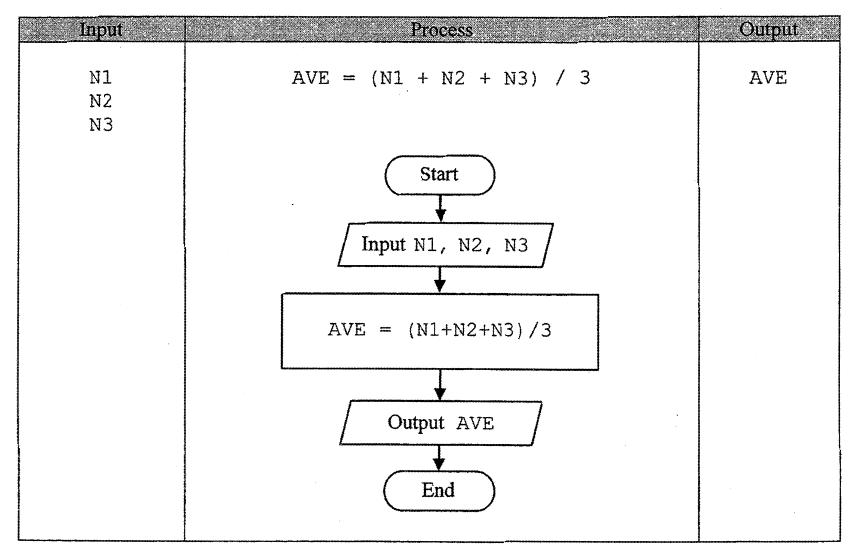 Input Process Output
N1 AVE = (N1 + N2 + N3) / 3 AVE
N2
N3
Start
Input N1, N2, N3
AVE = (N1+N2+N3)/3
Output AVE
End